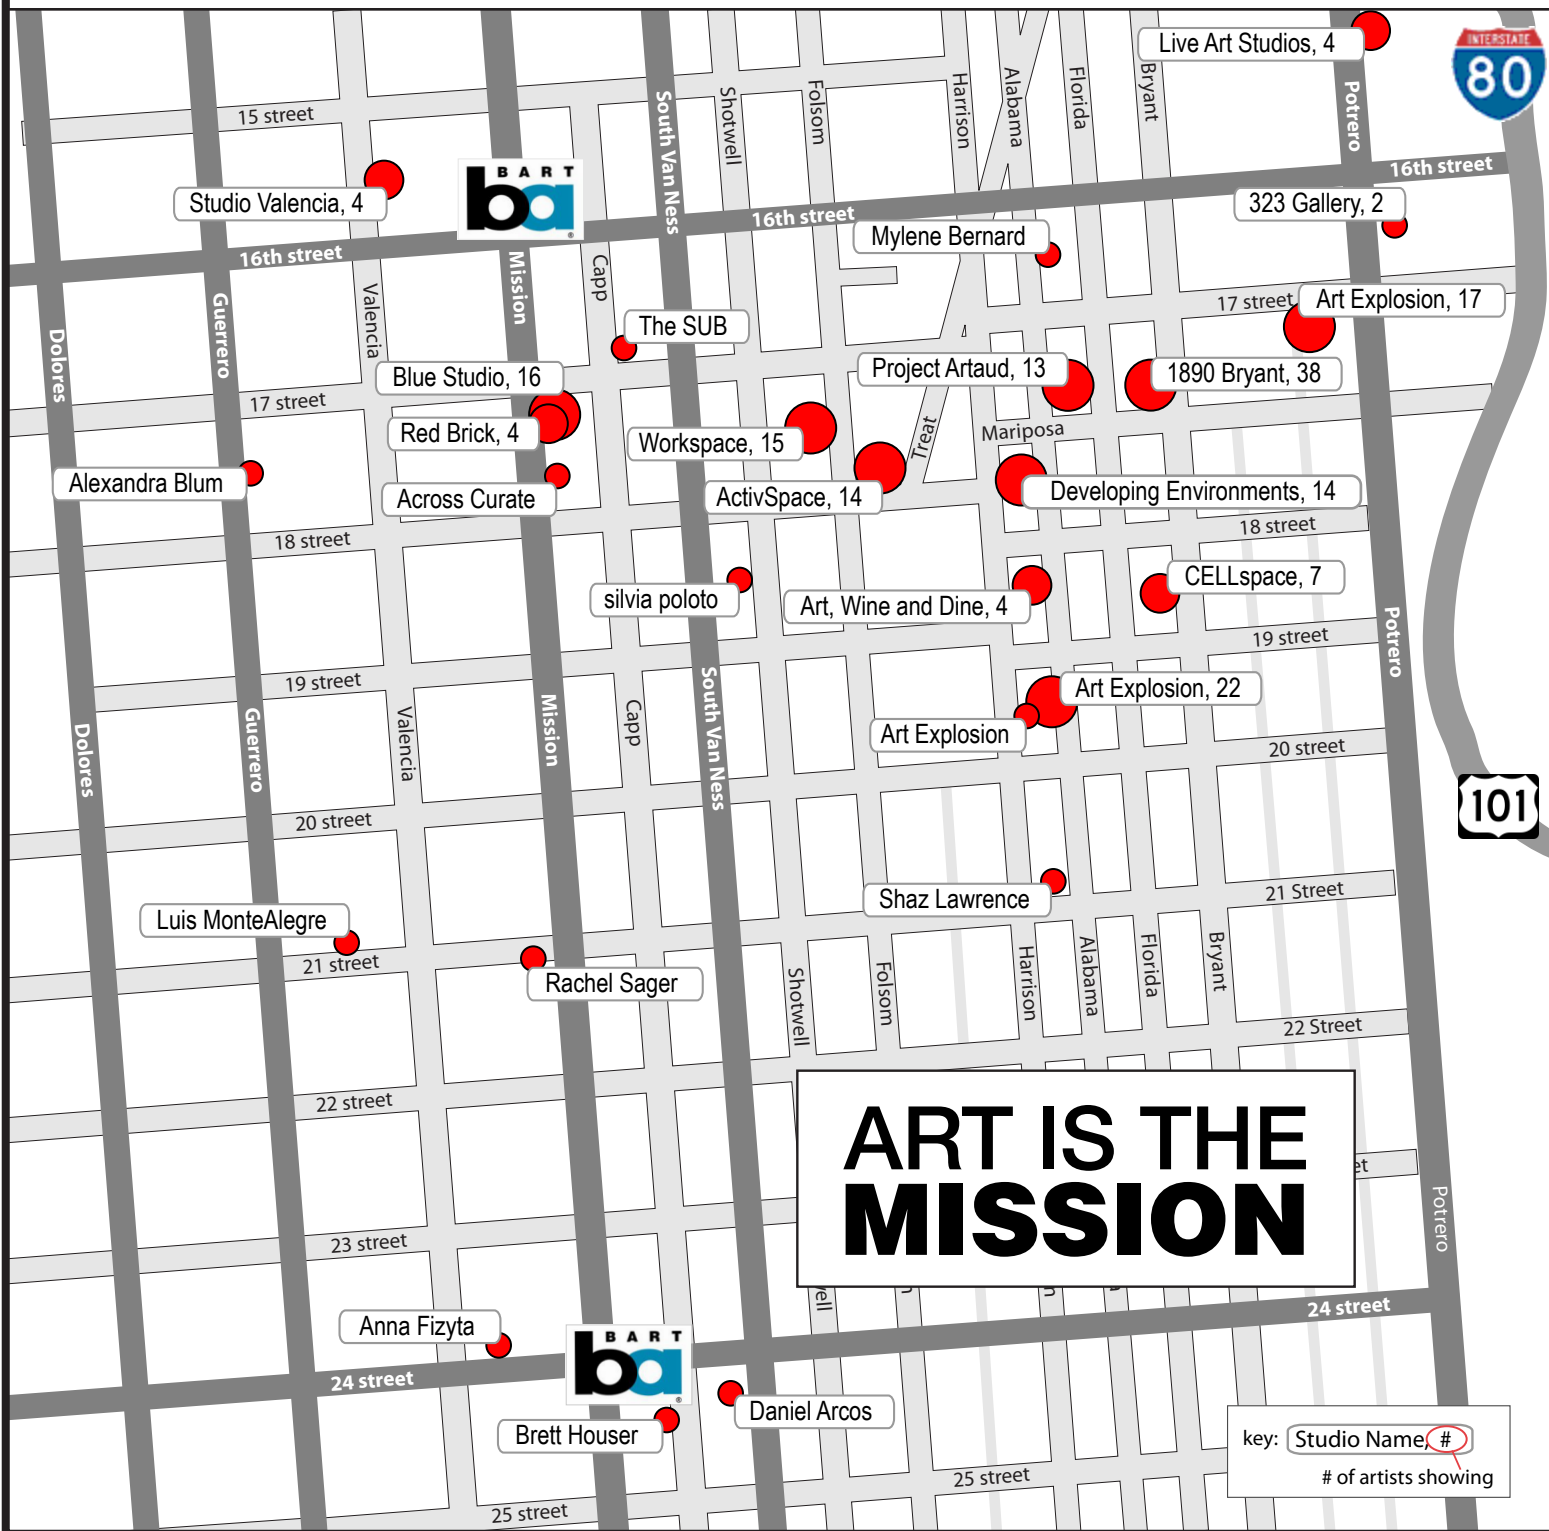 Live Art Studios, 4
INTERSTATE
80
Potrero
15 street
Shotwell
Folsom
Harrison
Alabama
Florida
Bryant
South Van Ness
BART
ba
Studio Valencia, 4
16th street
16th street
16th street
323 Gallery, 2
Mylene Bernard
Mission
Capp
Valencia
Guerrero
Dolores
17 street
Art Explosion, 17
The SUB
Blue Studio, 16
Project Artaud, 13
1890 Bryant, 38
17 street
Red Brick, 4
Workspace, 15
Treat
Mariposa
Alexandra Blum
Across Curate
ActivSpace, 14
Developing Environments, 14
18 street
18 street
silvia poloto
Art, Wine and Dine, 4
CELLspace, 7
19 street
Potrero
19 street
South Van Ness
Art Explosion, 22
Art Explosion
Dolores
Guerrero
Valencia
Mission
Capp
20 street
20 street
101
Shaz Lawrence
21 Street
Luis MonteAlegre
21 street
Rachel Sager
Shotwell
Folsom
Harrison
Alabama
Florida
Bryant
22 Street
22 street
ART IS THE
MISSION
et
Potrero
23 street
ell
24 street
Anna Fizyta
BART
ba
24 street
Daniel Arcos
Brett Houser
key: Studio Name, #
# of artists showing
25 street
25 street